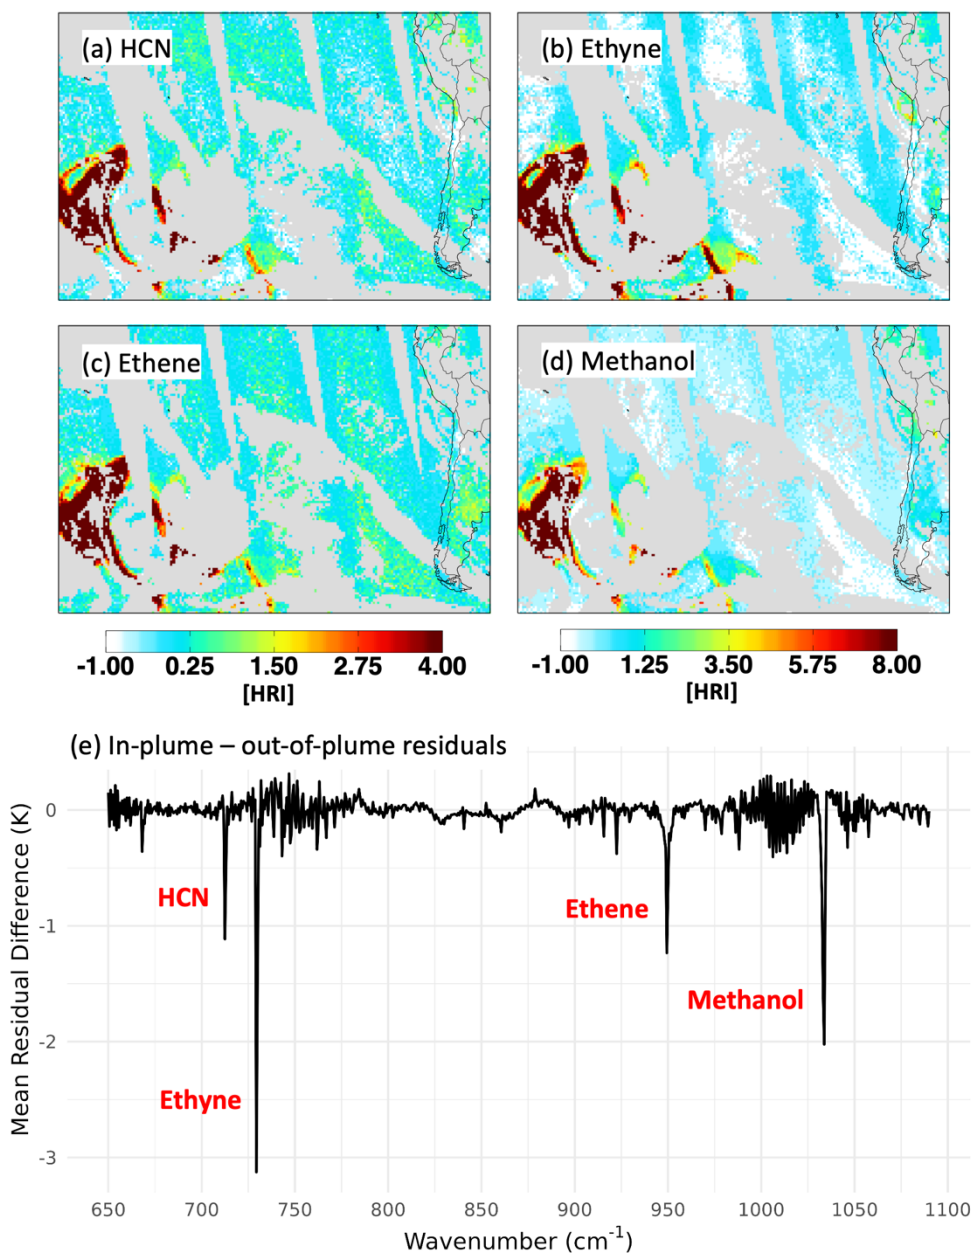 (a) HCN
(b) Ethyne
(c) Ethene
(d) Methanol
-1.00 0.25 1.50 2.75 4.00
[HRI]
-1.00 1.25 3.50 5.75 8.00
[HRI]
(e) In-plume – out-of-plume residuals
Mean Residual Difference (K)
0
-1
-2
-3
HCN
Ethyne
Ethene
Methanol
650 700 750 800 850 900 950 1000 1050 1100
Wavenumber (cm⁻¹)